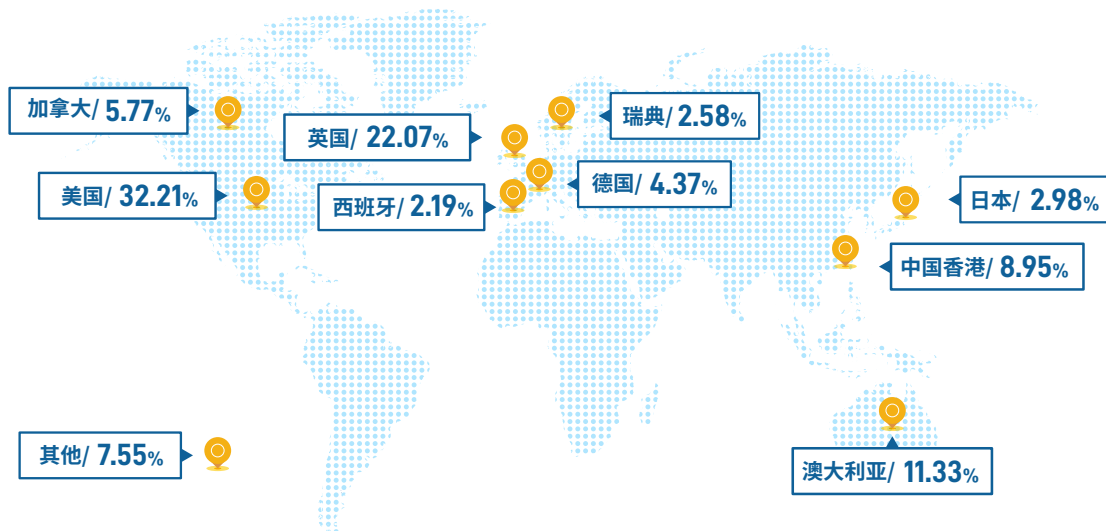 加拿大/ 5.77%
瑞典/ 2.58%
英国/ 22.07%
美国/ 32.21%
德国/ 4.37%
西班牙/ 2.19%
日本/ 2.98%
中国香港/ 8.95%
其他/ 7.55%
澳大利亚/ 11.33%